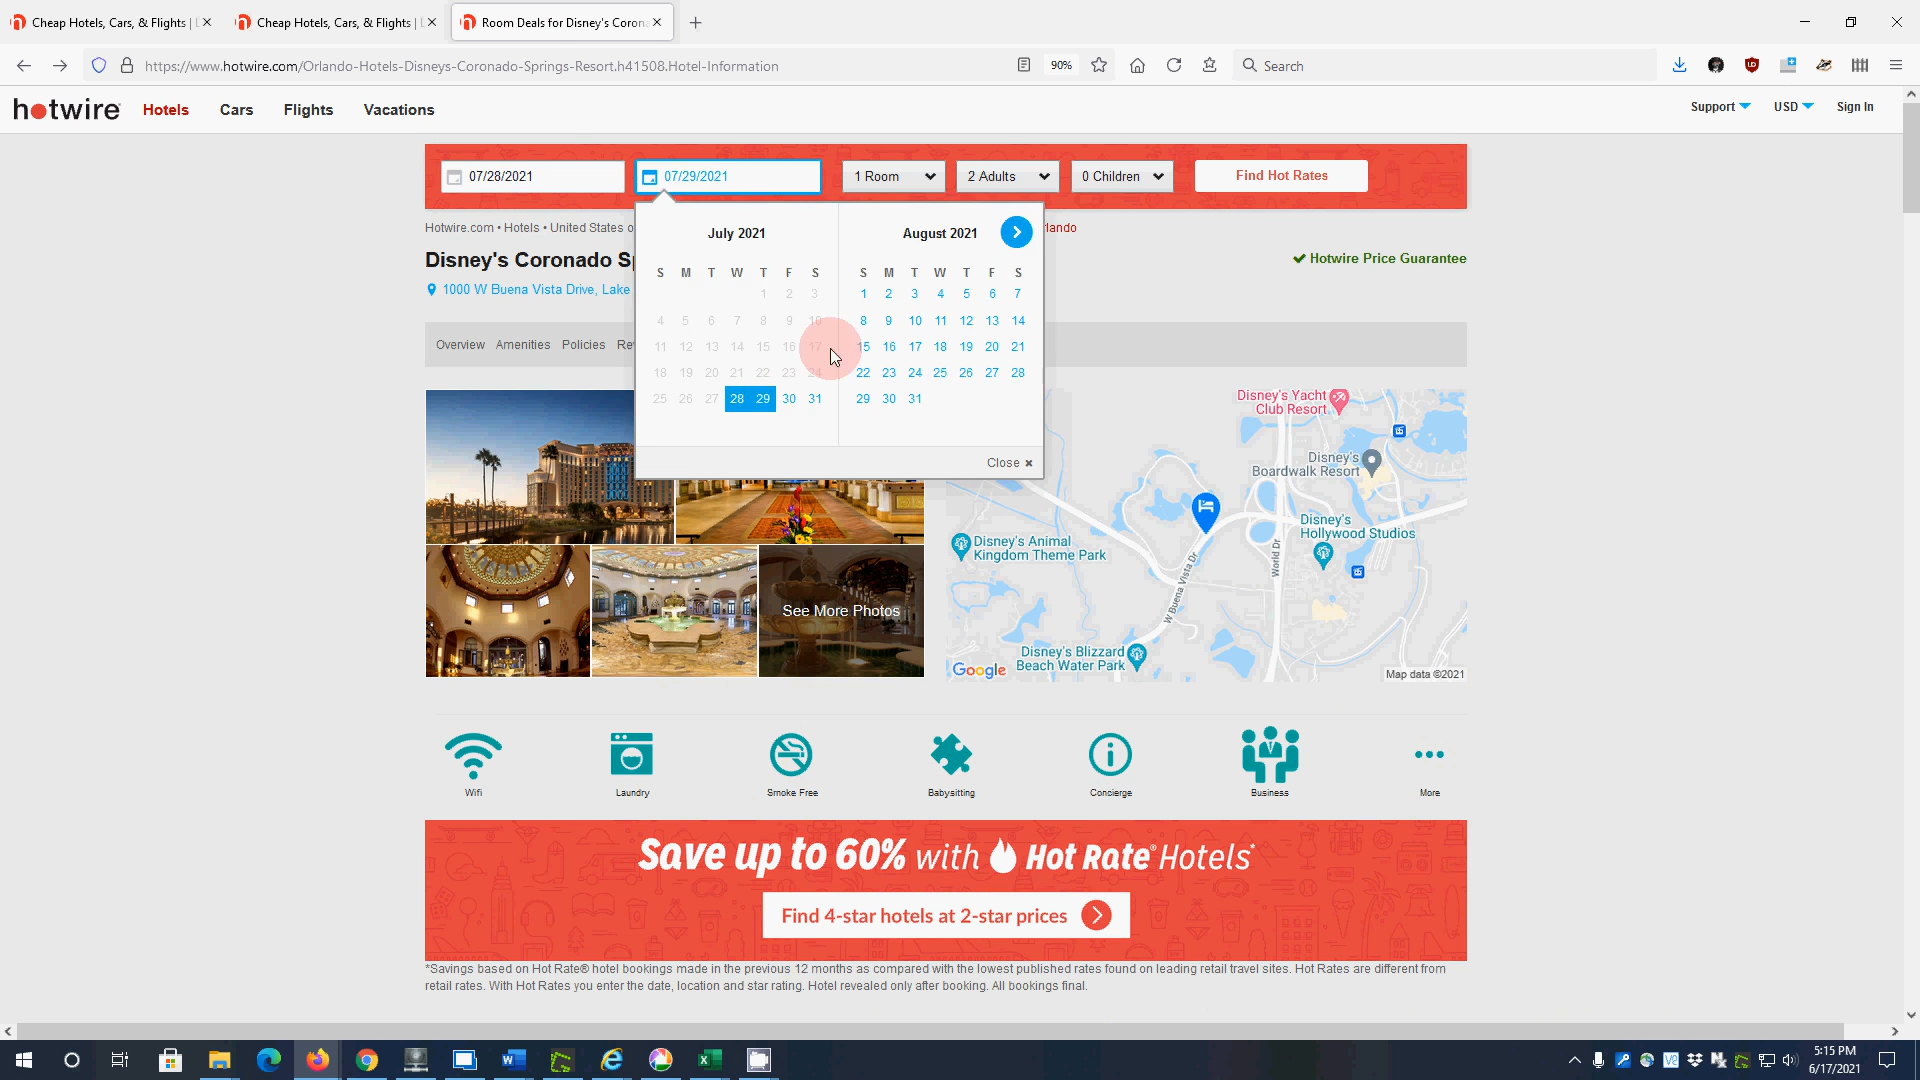 Cheap Hotels, Cars, & Flights |
Cheap Hotels, Cars, & Flights |
Room Deals for Disney's Corona
https://www.hotwire.com/Orlando-Hotels-Disneys-Coronado-Springs-Resort.h41508.Hotel-Information
90%
Search
hotwire
Hotels
Cars
Flights
Vacations
Support
USD
Sign In
07/28/2021
07/29/2021
1 Room
2 Adults
0 Children
Find Hot Rates
Hotwire.com • Hotels • United States o
lando
Disney's Coronado Sp
Hotwire Price Guarantee
1000 W Buena Vista Drive, Lake
Overview Amenities Policies Re
July 2021
S M T W T F S
1 2 3
4 5 6 7 8 9 10
11 12 13 14 15 16 17
18 19 20 21 22 23 24
25 26 27 28 29 30 31
August 2021
S M T W T F S
1 2 3 4 5 6 7
8 9 10 11 12 13 14
15 16 17 18 19 20 21
22 23 24 25 26 27 28
29 30 31
Close ×
See More Photos
Disney's Yacht
Club Resort
Disney's
Boardwalk Resort
Disney's
Hollywood Studios
Disney's Animal
Kingdom Theme Park
World Dr
W Buena Vista Dr
Disney's Blizzard
Beach Water Park
Google
Map data ©2021
Wifi
Laundry
Smoke Free
Babysitting
Concierge
Business
More
Save up to 60% with Hot Rate® Hotels*
Find 4-star hotels at 2-star prices
*Savings based on Hot Rate® hotel bookings made in the previous 12 months as compared with the lowest published rates found on leading retail travel sites. Hot Rates are different from
retail rates. With Hot Rates you enter the date, location and star rating. Hotel revealed only after booking. All bookings final.
5:15 PM
6/17/2021